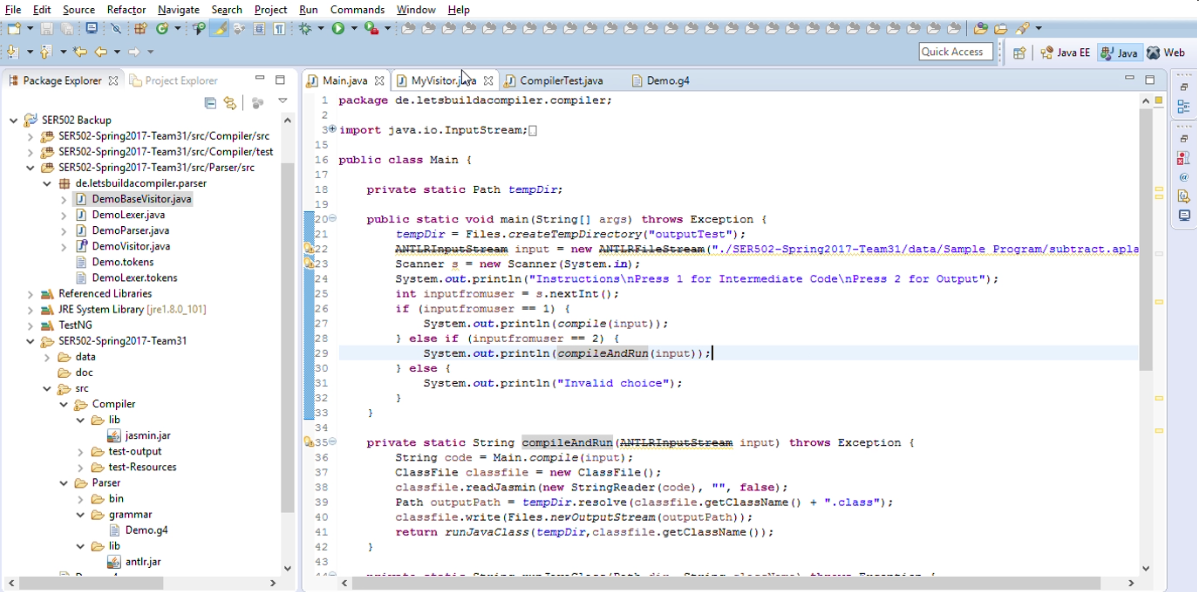 File Edit Source Refactor Navigate Search Project Run Commands Window Help
Quick Access Java EE Java Web
Package Explorer Project Explorer
Main.java MyVisitor.java CompilerTest.java Demo.g4
SER502 Backup
SER502-Spring2017-Team31/src/Compiler/src
SER502-Spring2017-Team31/src/Compiler/test
SER502-Spring2017-Team31/src/Parser/src
de.letsbuildacompiler.parser
DemoBaseVisitor.java
DemoLexer.java
DemoParser.java
DemoVisitor.java
Demo.tokens
DemoLexer.tokens
Referenced Libraries
JRE System Library [jre1.8.0_101]
TestNG
SER502-Spring2017-Team31
data
doc
src
Compiler
lib
jasmin.jar
test-output
test-Resources
Parser
bin
grammar
Demo.g4
lib
antlr.jar
1 package de.letsbuildacompiler.compiler;
2
3 import java.io.InputStream;
15
16 public class Main {
17
18 private static Path tempDir;
19
20 public static void main(String[] args) throws Exception {
21 tempDir = Files.createTempDirectory("outputTest");
22 ANTLRInputStream input = new ANTLRFileStream("./SER502-Spring2017-Team31/data/Sample Program/subtract.apla
23 Scanner s = new Scanner(System.in);
24 System.out.println("Instructions\nPress 1 for Intermediate Code\nPress 2 for Output");
25 int inputfromuser = s.nextInt();
26 if (inputfromuser == 1) {
27 System.out.println(compile(input));
28 } else if (inputfromuser == 2) {
29 System.out.println(compileAndRun(input));
30 } else {
31 System.out.println("Invalid choice");
32 }
33 }
34
35 private static String compileAndRun(ANTLRInputStream input) throws Exception {
36 String code = Main.compile(input);
37 ClassFile classfile = new ClassFile();
38 classfile.readJasmin(new StringReader(code), "", false);
39 Path outputPath = tempDir.resolve(classfile.getClassName() + ".class");
40 classfile.write(Files.newOutputStream(outputPath));
41 return runJavaClass(tempDir,classfile.getClassName());
42 }
43